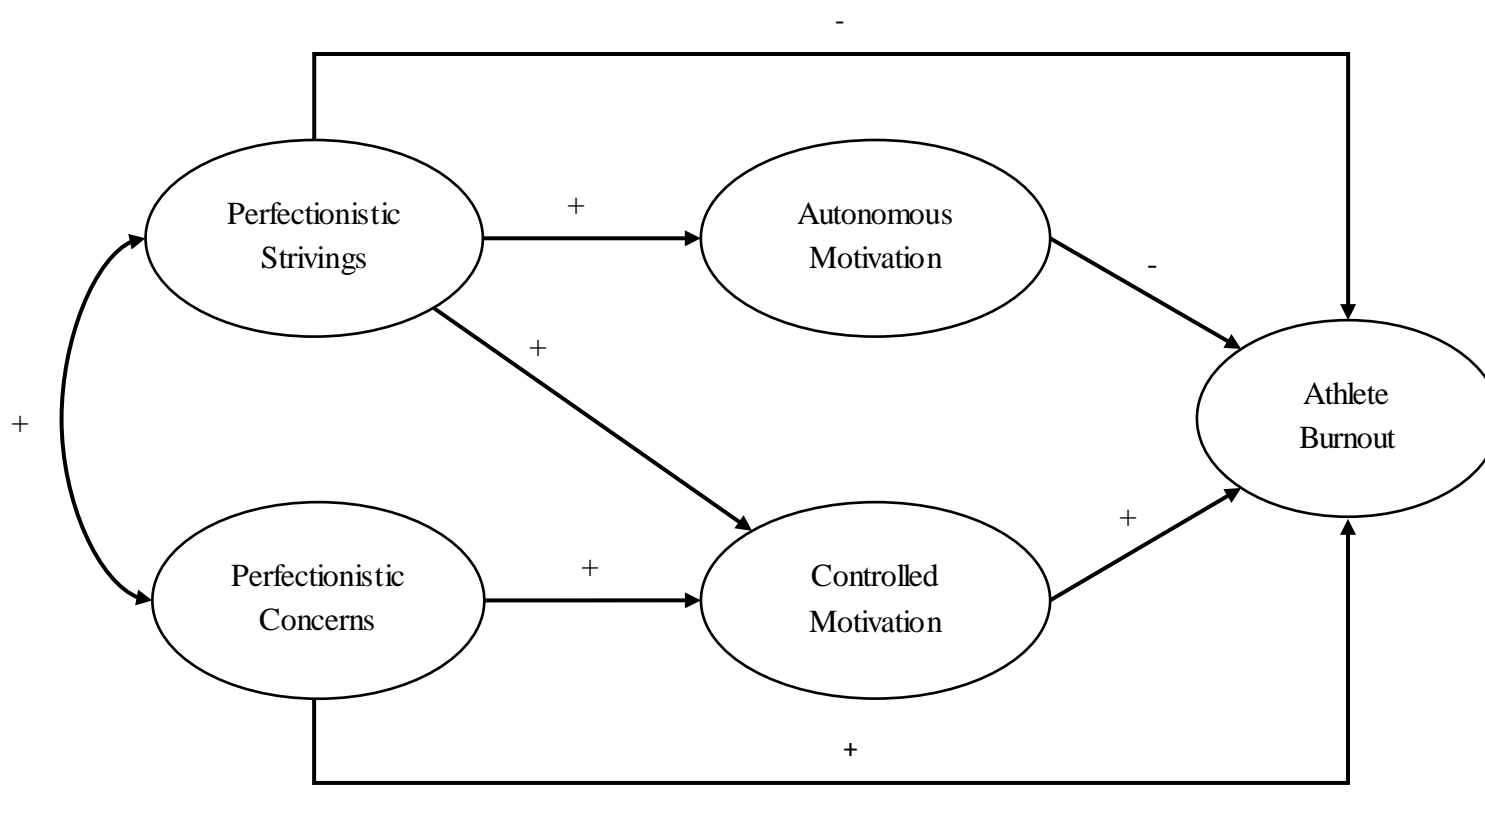 -
+
Perfectionistic
Strivings
Autonomous
Motivation
-
+
Athlete
Burnout
+
+
+
Perfectionistic
Concerns
Controlled
Motivation
+